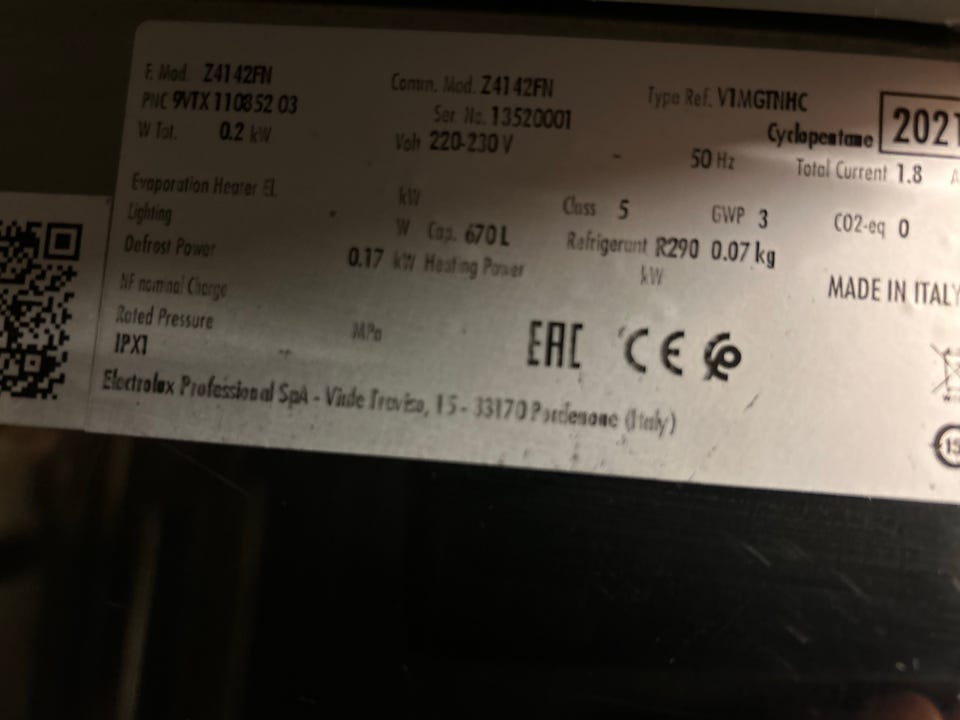 F. Mod. Z4142FN Comm. Mod. Z4142FN Type Ref. V1MGTNHC
PNC 9VTX 110852 03 Ser. No. 13520001 Cyclopentane 2021
W Tot. 0.2 kW Volt 220-230 V ~ 50 Hz Total Current 1.8 A
Evaporation Heater El. kW Class 5 GWP 3 CO2-eq 0
Lighting W Cap. 670 L Refrigerant R290 0.07 kg
Defrost Power 0.17 kW Heating Power kW
NF nominal Charge MADE IN ITALY
Rated Pressure MPa
IPX1 EAC CE
Electrolux Professional SpA - Viale Treviso, 15 - 33170 Pordenone (Italy)
15